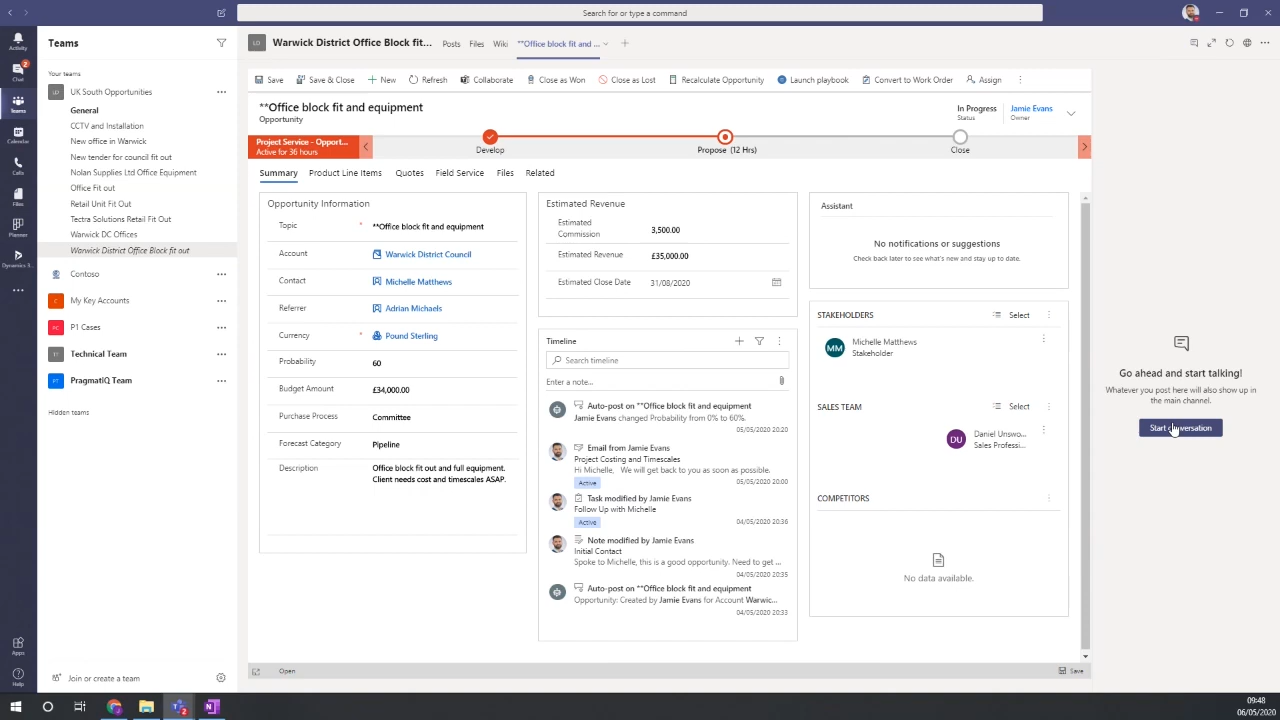 Search for or type a command
Activity
Chat
2
Teams
Calendar
Calls
Files
Planner
Dynamics 3...
Apps
Help
Teams
Your teams
UO
UK South Opportunities
General
CCTV and Installation
New office in Warwick
New tender for council fit out
Nolan Supplies Ltd Office Equipment
Office Fit out
Retail Unit Fit Out
Tectra Solutions Retail Fit Out
Warwick DC Offices
Warwick District Office Block fit out
Contoso
My Key Accounts
P1 Cases
Technical Team
PragmatiQ Team
Hidden teams
Join or create a team
Warwick District Office Block fit...
Posts
Files
Wiki
**Office block fit and ...
Save
Save & Close
New
Refresh
Collaborate
Close as Won
Close as Lost
Recalculate Opportunity
Launch playbook
Convert to Work Order
Assign
**Office block fit and equipment
Opportunity
In Progress
Status
Jamie Evans
Owner
Project Service - Opport...
Active for 36 hours
Develop
Propose (12 Hrs)
Close
Summary
Product Line Items
Quotes
Field Service
Files
Related
Opportunity Information
Topic
*
**Office block fit and equipment
Account
Warwick District Council
Contact
Michelle Matthews
Referrer
Adrian Michaels
Currency
*
Pound Sterling
Probability
60
Budget Amount
£34,000.00
Purchase Process
Committee
Forecast Category
Pipeline
Description
Office block fit out and full equipment.
Client needs cost and timescales ASAP.
Estimated Revenue
Estimated
Commission
3,500.00
Estimated Revenue
£35,000.00
Estimated Close Date
31/08/2020
Timeline
Search timeline
Enter a note...
Auto-post on **Office block fit and equipment
Jamie Evans changed Probability from 0% to 60%.
05/05/2020 20:20
Email from Jamie Evans
Project Costing and Timescales
Hi Michelle, We will get back to you as soon as possible.
Active
05/05/2020 20:00
Task modified by Jamie Evans
Follow Up with Michelle
Active
04/05/2020 20:36
Note modified by Jamie Evans
Initial Contact
Spoke to Michelle, this is a good opportunity. Need to get ...
04/05/2020 20:35
Auto-post on **Office block fit and equipment
Opportunity: Created by Jamie Evans for Account Warwic...
04/05/2020 20:33
Assistant
No notifications or suggestions
Check back later to see what's new and stay up to date.
STAKEHOLDERS
Select
MM
Michelle Matthews
Stakeholder
SALES TEAM
Select
DU
Daniel Unswo...
Sales Professi...
COMPETITORS
No data available.
Go ahead and start talking!
Whatever you post here will also show up in
the main channel.
Start conversation
Open
Save
09:48
06/05/2020